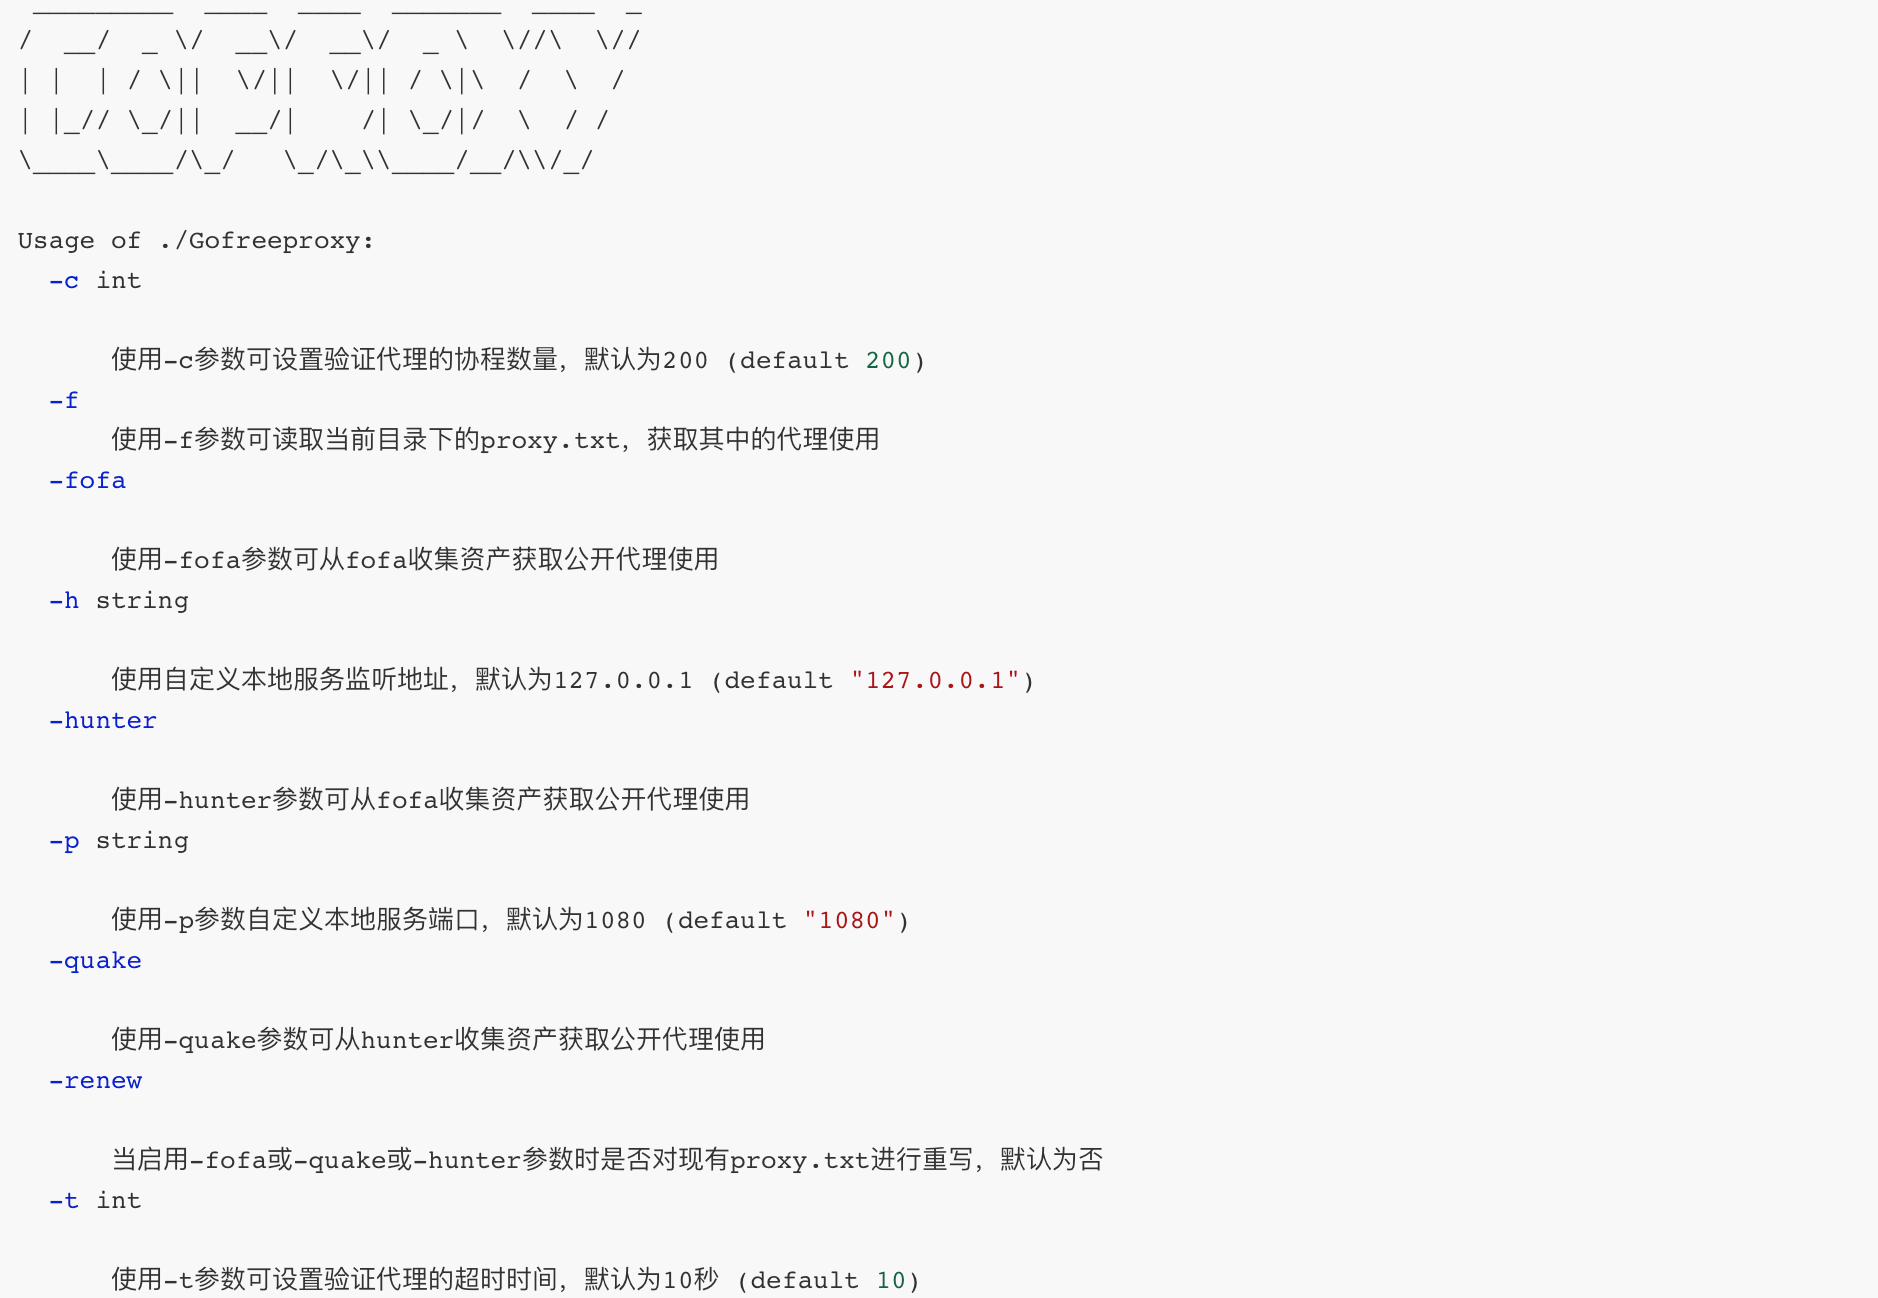 _________  ____  ____  _______  ____  _
/  __/  _ \/  __\/  __\/  _ \  \//\  \//
| |  | / \||  \/||  \/|| / \|\  /  \  /
| |_// \_/||  __/|    /| \_/|/  \  / /
\____\____/\_/   \_/\_\\____/__/\\/_/
Usage of ./Gofreeproxy:
-c int
使用-c参数可设置验证代理的协程数量，默认为200 (default 200)
-f
使用-f参数可读取当前目录下的proxy.txt，获取其中的代理使用
-fofa
使用-fofa参数可从fofa收集资产获取公开代理使用
-h string
使用自定义本地服务监听地址，默认为127.0.0.1 (default "127.0.0.1")
-hunter
使用-hunter参数可从fofa收集资产获取公开代理使用
-p string
使用-p参数自定义本地服务端口，默认为1080 (default "1080")
-quake
使用-quake参数可从hunter收集资产获取公开代理使用
-renew
当启用-fofa或-quake或-hunter参数时是否对现有proxy.txt进行重写，默认为否
-t int
使用-t参数可设置验证代理的超时时间，默认为10秒 (default 10)